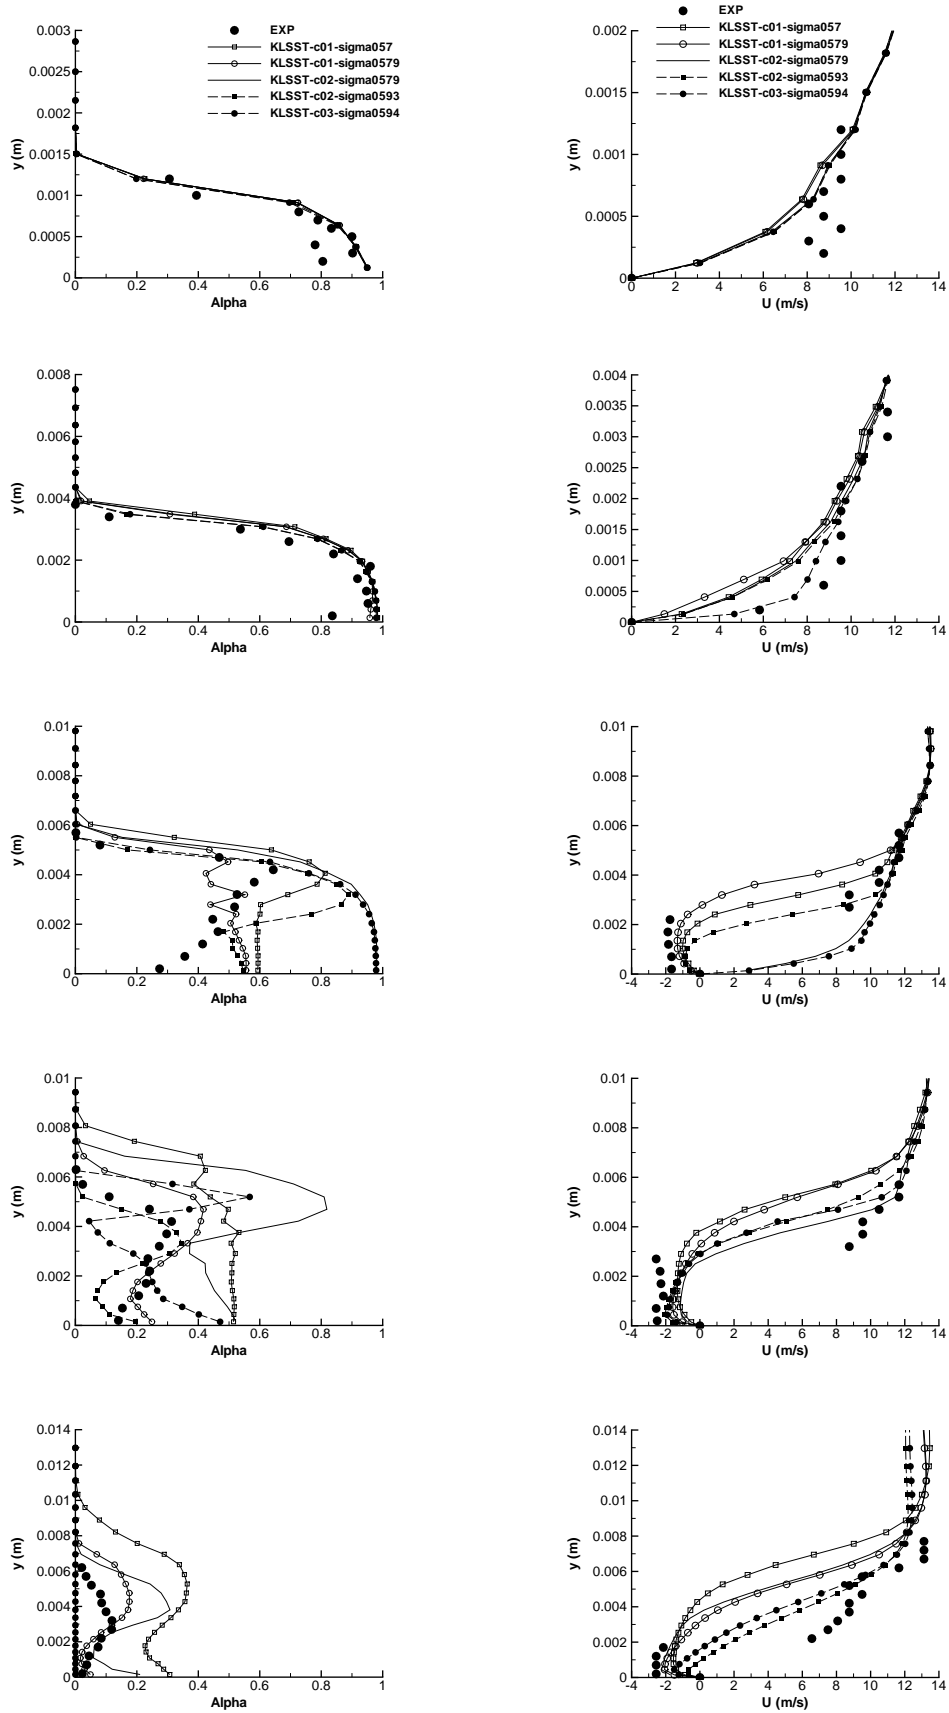 EXP
KLSST-c01-sigma057
KLSST-c01-sigma0579
KLSST-c02-sigma0579
KLSST-c02-sigma0593
KLSST-c03-sigma0594
0.003
0.0025
0.002
0.0015
0.001
0.0005
0
y (m)
0 0.2 0.4 0.6 0.8 1
Alpha
EXP
KLSST-c01-sigma057
KLSST-c01-sigma0579
KLSST-c02-sigma0579
KLSST-c02-sigma0593
KLSST-c03-sigma0594
0.002
0.0015
0.001
0.0005
0
y (m)
0 2 4 6 8 10 12 14
U (m/s)
0.008
0.006
0.004
0.002
0
y (m)
0 0.2 0.4 0.6 0.8 1
Alpha
0.004
0.0035
0.003
0.0025
0.002
0.0015
0.001
0.0005
0
y (m)
0 2 4 6 8 10 12 14
U (m/s)
0.01
0.008
0.006
0.004
0.002
0
y (m)
0 0.2 0.4 0.6 0.8 1
Alpha
0.01
0.008
0.006
0.004
0.002
0
y (m)
-4 -2 0 2 4 6 8 10 12 14
U (m/s)
0.01
0.008
0.006
0.004
0.002
0
y (m)
0 0.2 0.4 0.6 0.8 1
Alpha
0.01
0.008
0.006
0.004
0.002
0
y (m)
-4 -2 0 2 4 6 8 10 12 14
U (m/s)
0.014
0.012
0.01
0.008
0.006
0.004
0.002
0
y (m)
0 0.2 0.4 0.6 0.8 1
Alpha
0.014
0.012
0.01
0.008
0.006
0.004
0.002
0
y (m)
-4 -2 0 2 4 6 8 10 12 14
U (m/s)